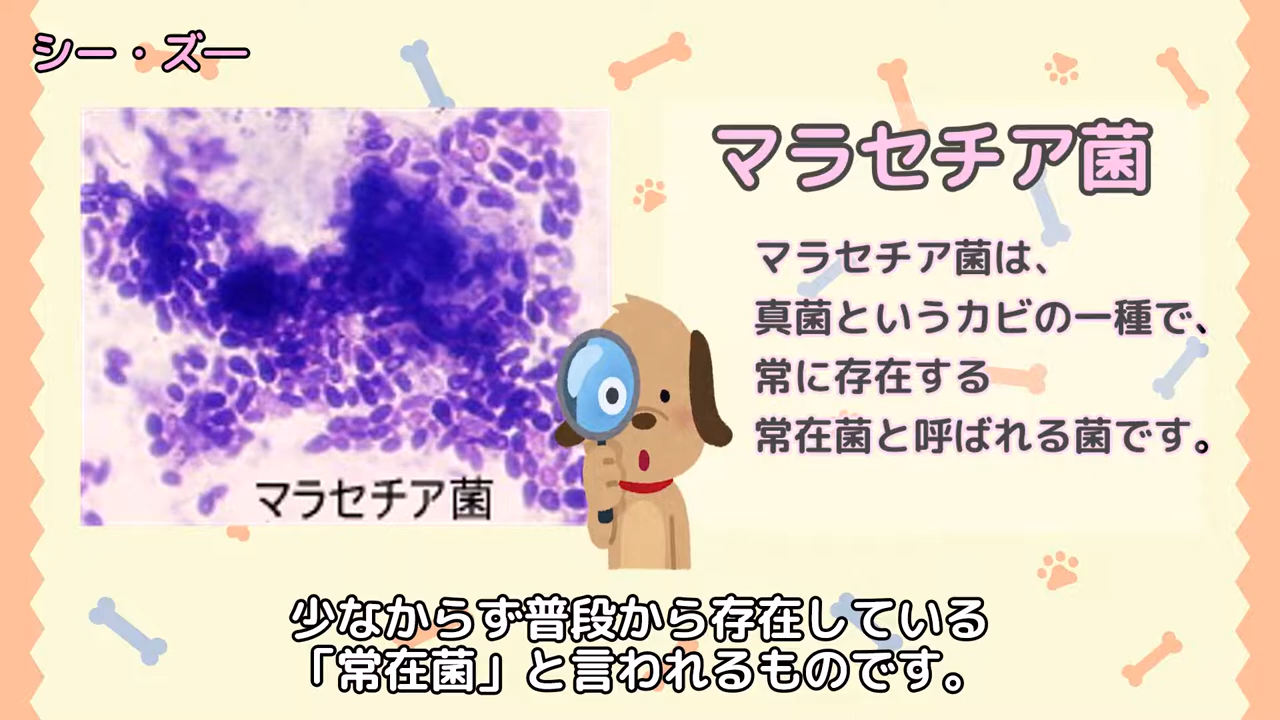 シー・ズー
マラセチア菌
マラセチア菌は、
真菌というカビの一種で、
常に存在する
常在菌と呼ばれる菌です。
マラセチア菌
少なからず普段から存在している
「常在菌」と言われるものです。